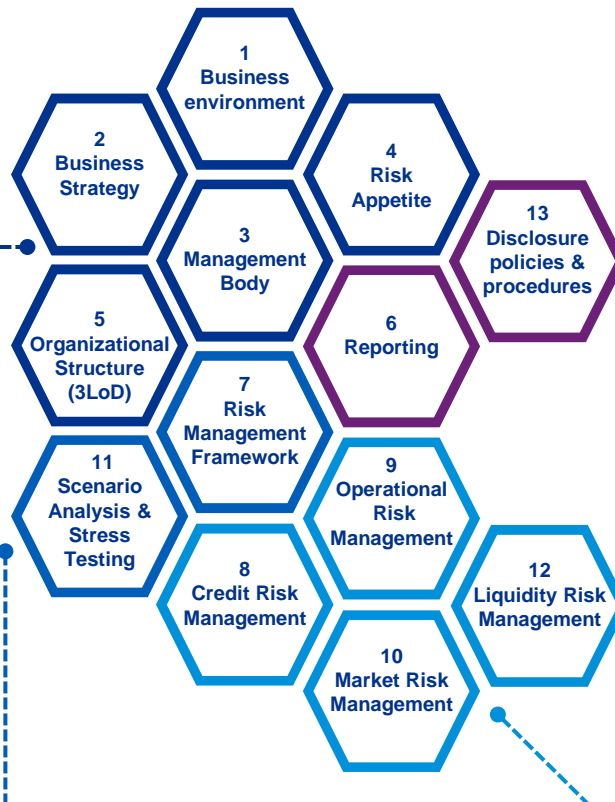 1
Business
environment
2
Business
Strategy
4
Risk
Appetite
3
Management
Body
13
Disclosure
policies &
procedures
5
Organizational
Structure
(3LoD)
6
Reporting
7
Risk
Management
Framework
11
Scenario
Analysis &
Stress
Testing
9
Operational
Risk
Management
8
Credit Risk
Management
12
Liquidity Risk
Management
10
Market Risk
Management